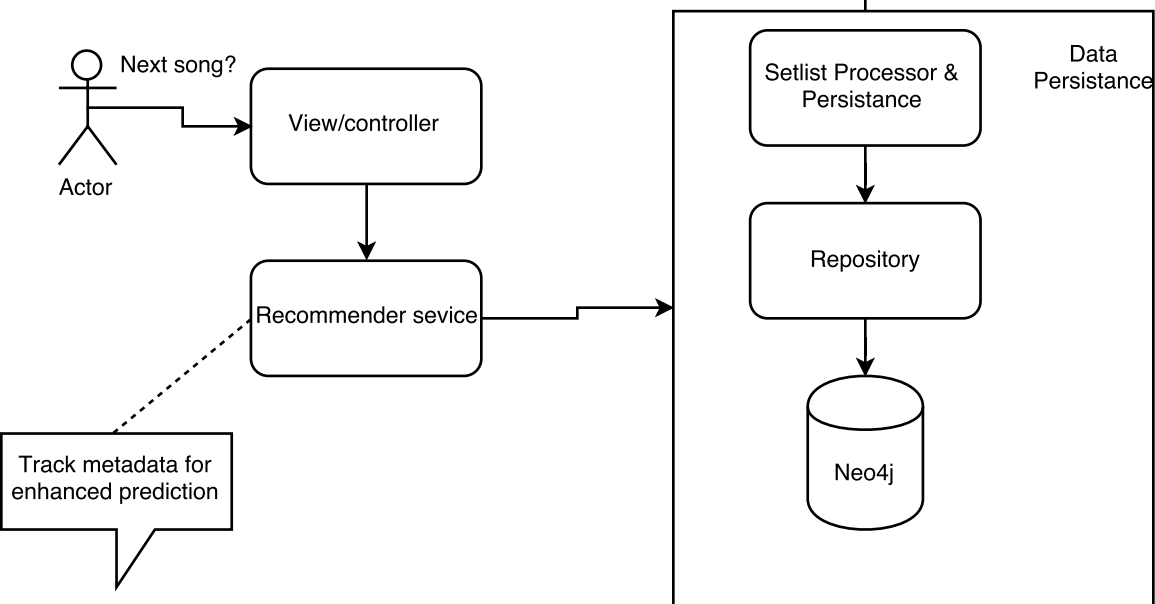 Next song?
Actor
View/controller
Recommender sevice
Track metadata for
enhanced prediction
Data
Persistance
Setlist Processor &
Persistance
Repository
Neo4j